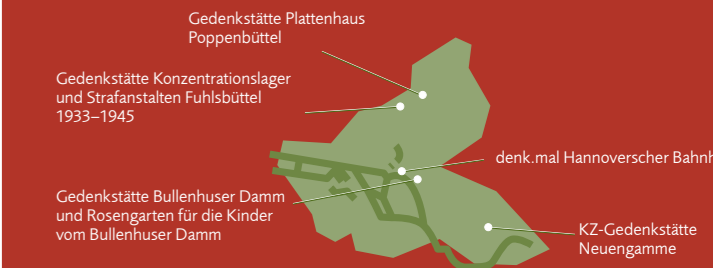 Gedenkstätte Plattenhaus
Poppenbüttel
Gedenkstätte Konzentrationslager
und Strafanstalten Fuhlsbüttel
1933–1945
denk.mal Hannoverscher Bahnh
Gedenkstätte Bullenhuser Damm
und Rosengarten für die Kinder
vom Bullenhuser Damm
KZ-Gedenkstätte
Neuengamme